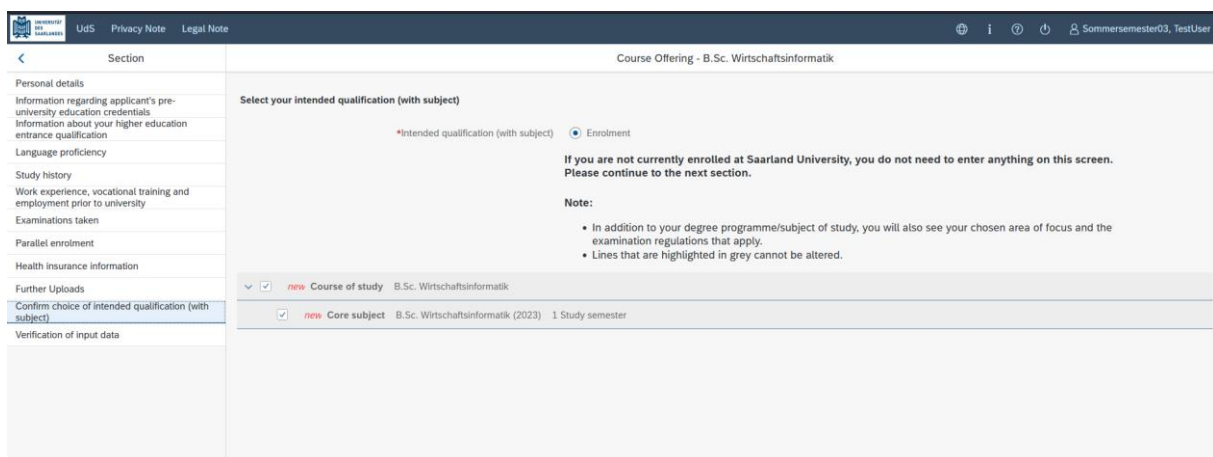 UNIVERSITÄT
DES
SAARLANDES
UdS Privacy Note Legal Note
Sommersemester03, TestUser
Section
Course Offering - B.Sc. Wirtschaftsinformatik
Personal details
Information regarding applicant's pre-
university education credentials
Information about your higher education
entrance qualification
Language proficiency
Study history
Work experience, vocational training and
employment prior to university
Examinations taken
Parallel enrolment
Health insurance information
Further Uploads
Confirm choice of intended qualification (with
subject)
Verification of input data
Select your intended qualification (with subject)
*Intended qualification (with subject) Enrolment
If you are not currently enrolled at Saarland University, you do not need to enter anything on this screen.
Please continue to the next section.
Note:
• In addition to your degree programme/subject of study, you will also see your chosen area of focus and the
examination regulations that apply.
• Lines that are highlighted in grey cannot be altered.
new Course of study B.Sc. Wirtschaftsinformatik
new Core subject B.Sc. Wirtschaftsinformatik (2023) 1 Study semester